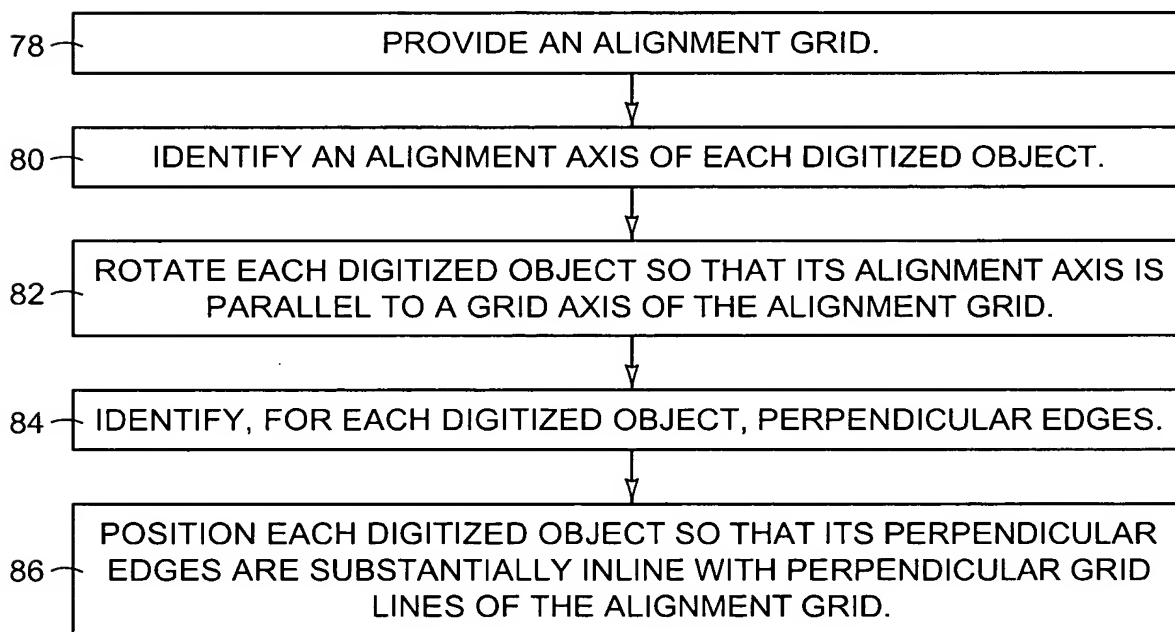 78 PROVIDE AN ALIGNMENT GRID.
80 IDENTIFY AN ALIGNMENT AXIS OF EACH DIGITIZED OBJECT.
ROTATE EACH DIGITIZED OBJECT SO THAT ITS ALIGNMENT AXIS IS
82 PARALLEL TO A GRID AXIS OF THE ALIGNMENT GRID.
84 IDENTIFY, FOR EACH DIGITIZED OBJECT, PERPENDICULAR EDGES.
POSITION EACH DIGITIZED OBJECT SO THAT ITS PERPENDICULAR
86 EDGES ARE SUBSTANTIALLY INLINE WITH PERPENDICULAR GRID
LINES OF THE ALIGNMENT GRID.